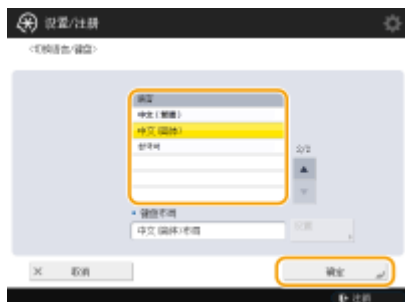 设置/注册
<切换语言/键盘>
语言
中文(繁體)
中文(简体)
한국어
2/2
键盘布局
中文(简体)布局
设置
取消
确定
注销